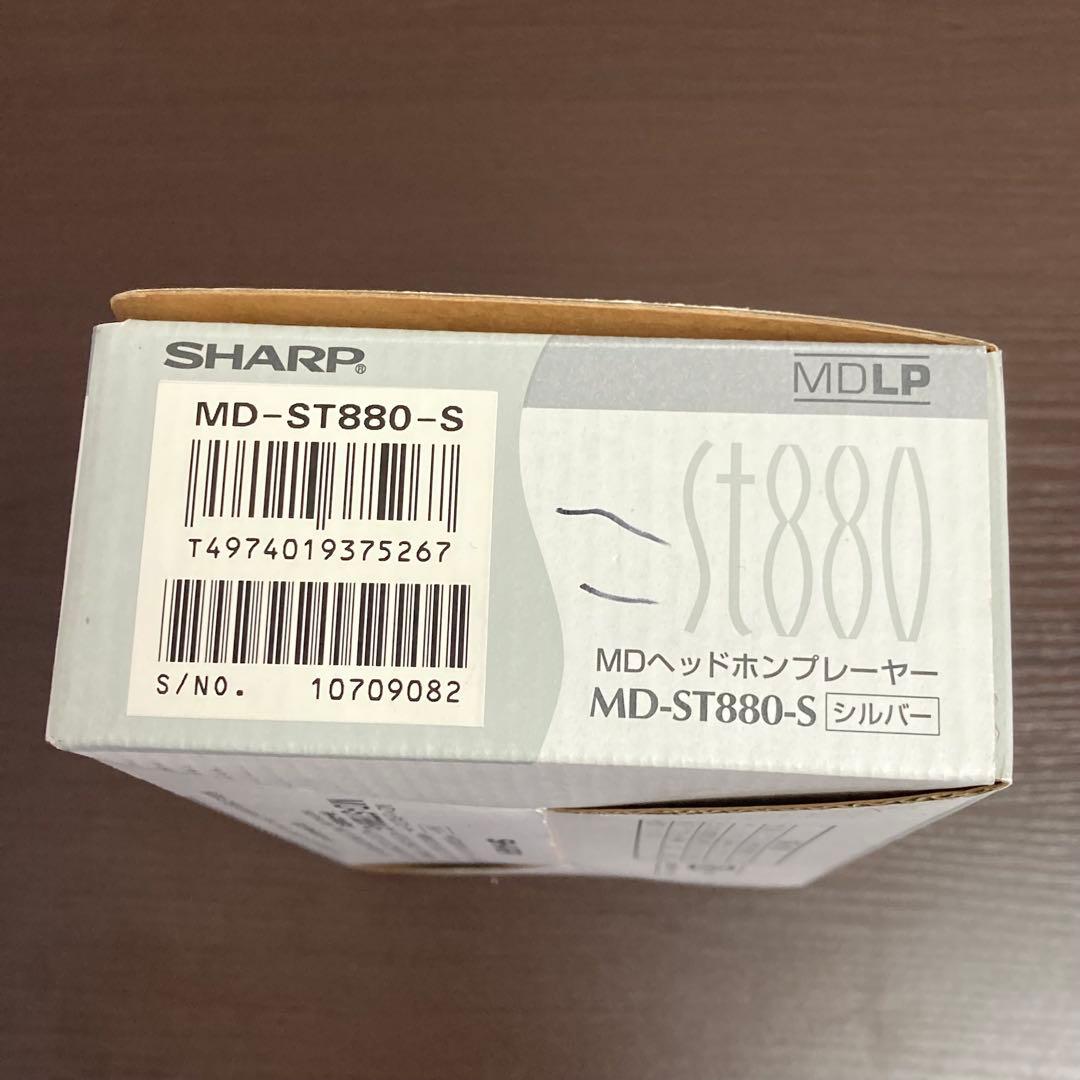 SHARP®
MD-ST880-S
T4974019375267
S/NO. 10709082
MDLP
st880
MDヘッドホンプレーヤー
MD-ST880-S シルバー